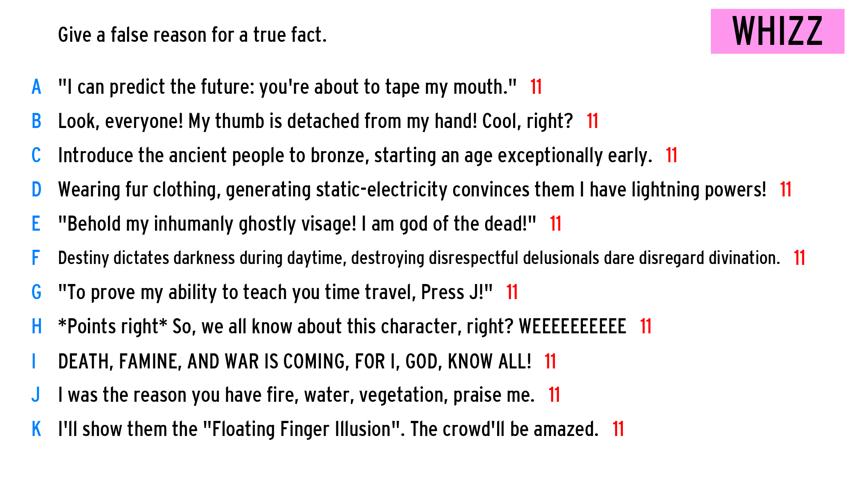 Give a false reason for a true fact.
WHIZZ
A "I can predict the future: you're about to tape my mouth." 11
B Look, everyone! My thumb is detached from my hand! Cool, right? 11
C Introduce the ancient people to bronze, starting an age exceptionally early. 11
D Wearing fur clothing, generating static-electricity convinces them I have lightning powers! 11
E "Behold my inhumanly ghostly visage! I am god of the dead!" 11
F Destiny dictates darkness during daytime, destroying disrespectful delusionals dare disregard divination. 11
G "To prove my ability to teach you time travel, Press J!" 11
H *Points right* So, we all know about this character, right? WEEEEEEEEEE 11
I DEATH, FAMINE, AND WAR IS COMING, FOR I, GOD, KNOW ALL! 11
J I was the reason you have fire, water, vegetation, praise me. 11
K I'll show them the "Floating Finger Illusion". The crowd'll be amazed. 11